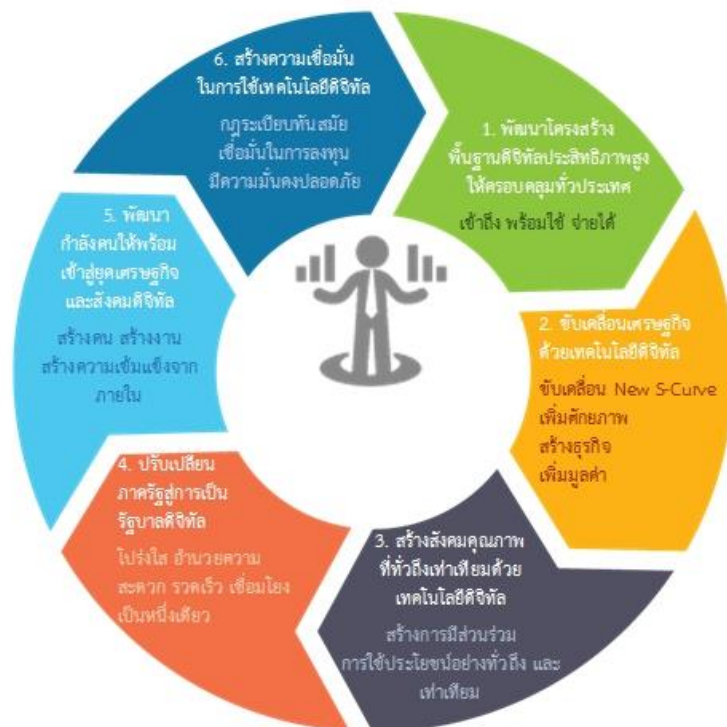 1. พัฒนาโครงสร้าง
พื้นฐานดิจิทัลประสิทธิภาพสูง
ให้ครอบคลุมทั่วประเทศ
เข้าถึง พร้อมใช้ จ่ายได้
2. ขับเคลื่อนเศรษฐกิจ
ด้วยเทคโนโลยีดิจิทัล
ขับเคลื่อน New S-Curve
เพิ่มศักยภาพ
สร้างธุรกิจ
เพิ่มมูลค่า
3. สร้างสังคมคุณภาพ
ที่ทั่วถึงเท่าเทียมด้วย
เทคโนโลยีดิจิทัล
สร้างการมีส่วนร่วม
การใช้ประโยชน์อย่างทั่วถึง และ
เท่าเทียม
4. ปรับเปลี่ยน
ภาครัฐสู่การเป็น
รัฐบาลดิจิทัล
โปร่งใส อำนวยความ
สะดวก รวดเร็ว เชื่อมโยง
เป็นหนึ่งเดียว
5. พัฒนา
กำลังคนให้พร้อม
เข้าสู่ยุคเศรษฐกิจ
และสังคมดิจิทัล
สร้างคน สร้างงาน
สร้างความเข้มแข็งจาก
ภายใน
6. สร้างความเชื่อมั่น
ในการใช้เทคโนโลยีดิจิทัล
กฎระเบียบทันสมัย
เชื่อมั่นในการลงทุน
มีความมั่นคงปลอดภัย